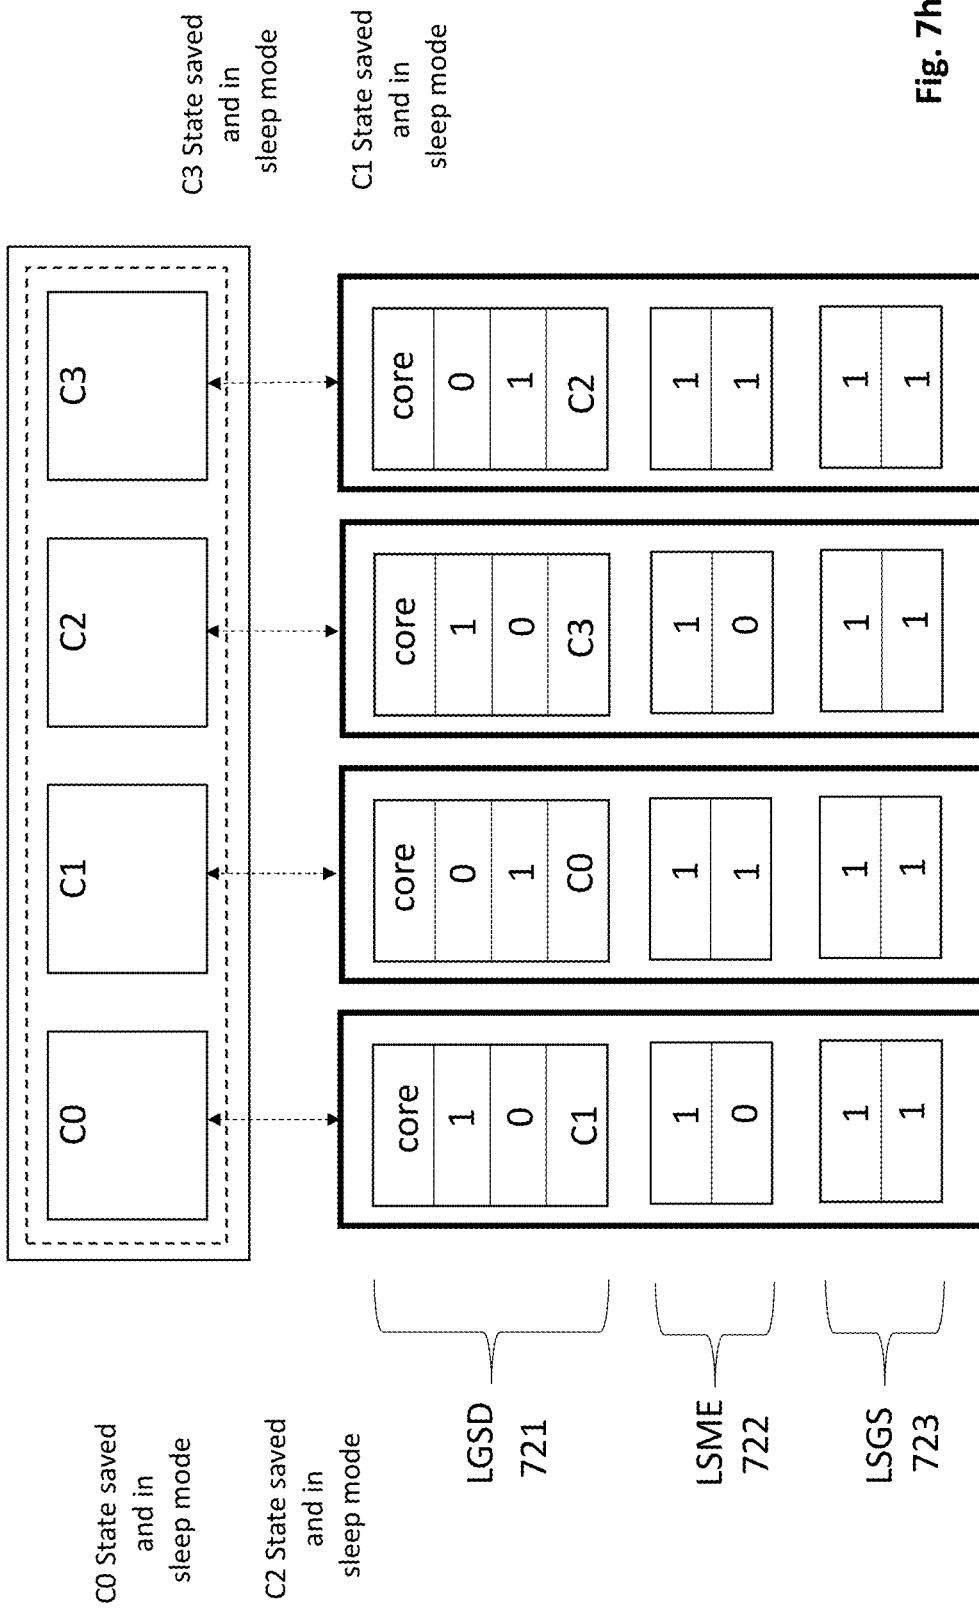 C0 State saved
and in
sleep mode
C2 State saved
and in
sleep mode
C0
C1
C2
C3
C3 State saved
and in
sleep mode
C1 State saved
and in
sleep mode
LGSD
721
core
1
0
C1
core
0
1
C0
core
1
0
C3
core
0
1
C2
LSME
722
1
0
1
1
1
0
1
1
LSGS
723
1
1
1
1
1
1
1
1
Fig. 7h